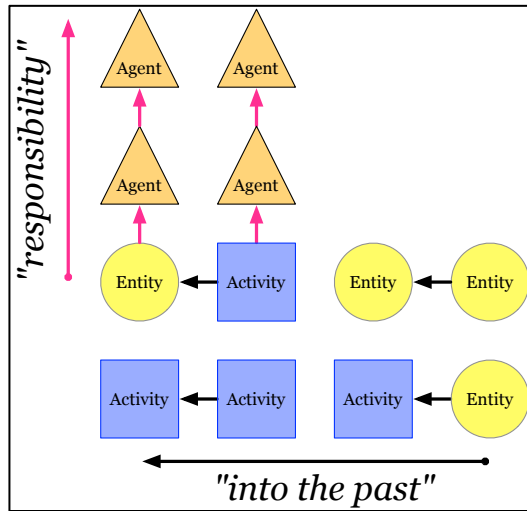 "responsibility"
Agent Agent
Agent Agent
Entity Activity Entity Entity
Activity Activity Activity Entity
"into the past"